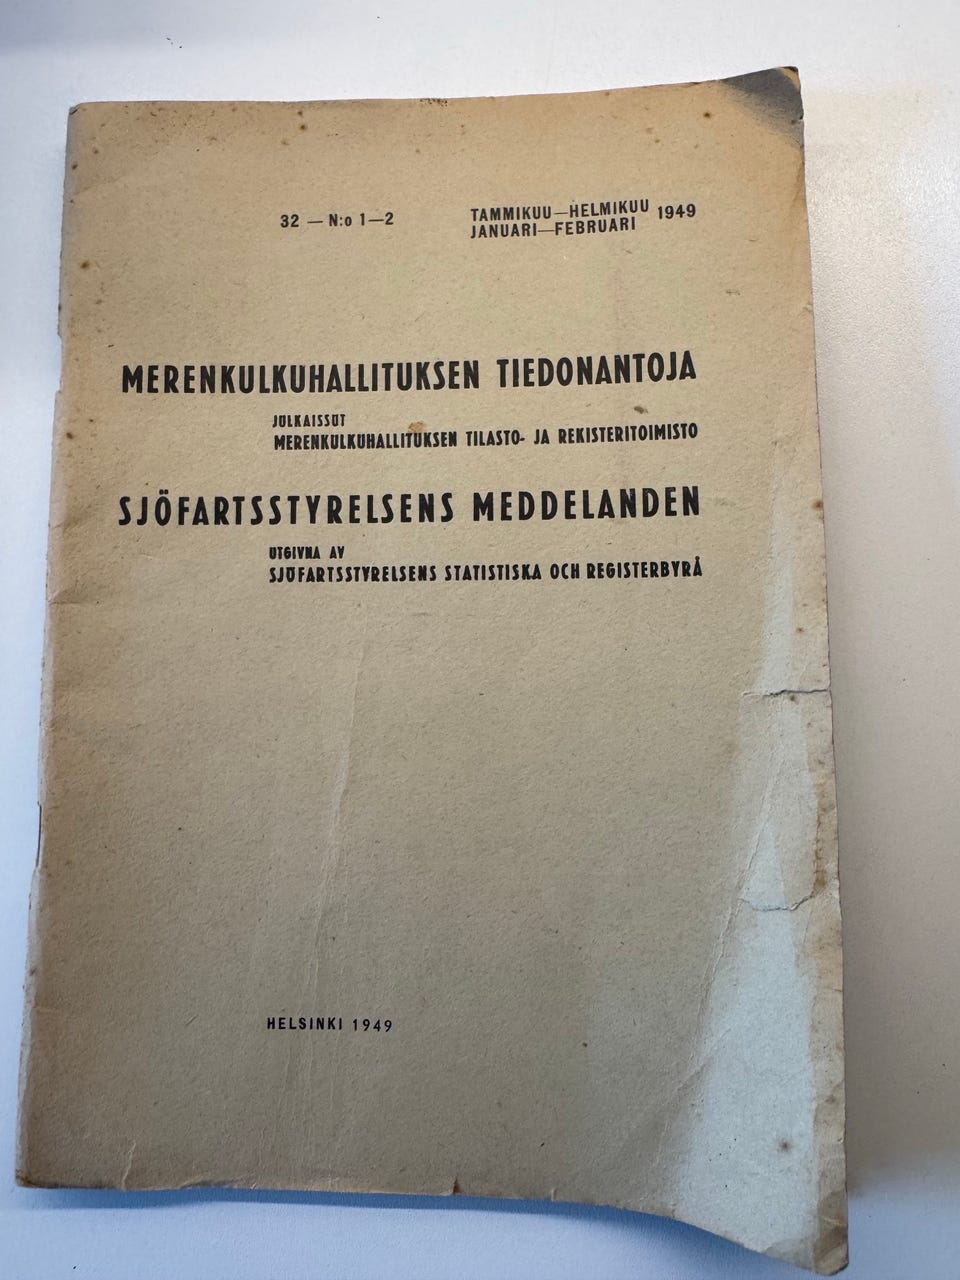 32 — N:o 1—2
TAMMIKUU—HELMIKUU 1949
JANUARI—FEBRUARI
MERENKULKUHALLITUKSEN TIEDONANTOJA
JULKAISSUT
MERENKULKUHALLITUKSEN TILASTO- JA REKISTERITOIMISTO
SJÖFARTSSTYRELSENS MEDDELANDEN
UTGIVNA AV
SJÖFARTSSTYRELSENS STATISTISKA OCH REGISTERBYRÅ
HELSINKI 1949